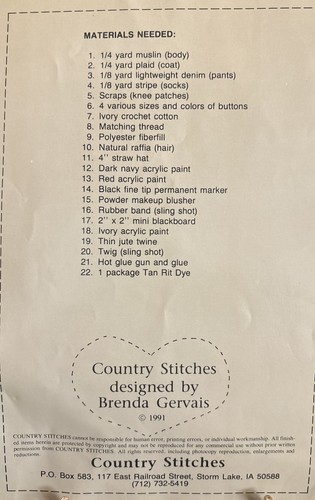 MATERIALS NEEDED:
1. 1/4 yard muslin (body)
2. 1/4 yard plaid (coat)
3. 1/8 yard lightweight denim (pants)
4. 1/8 yard stripe (socks)
5. Scraps (knee patches)
6. 4 various sizes and colors of buttons
7. Ivory crochet cotton
8. Matching thread
9. Polyester fiberfill
10. Natural raffia (hair)
11. 4'' straw hat
12. Dark navy acrylic paint
13. Red acrylic paint
14. Black fine tip permanent marker
15. Powder makeup blusher
16. Rubber band (sling shot)
17. 2'' x 2'' mini blackboard
18. Ivory acrylic paint
19. Thin jute twine
20. Twig (sling shot)
21. Hot glue gun and glue
22. 1 package Tan Rit Dye
Country Stitches
designed by
Brenda Gervais
© 1991
COUNTRY STITCHES cannot be responsible for human error, printing errors, or individual workmanship. All finish-
ed items herein are protected by copyright and may not be reproduced for any commercial use without prior written
permission from COUNTRY STITCHES. All rights reserved, including photocopy reproduction, enlargements and
reductions.
Country Stitches
P.O. Box 583, 117 East Railroad Street, Storm Lake, IA 50588
(712) 732-5419